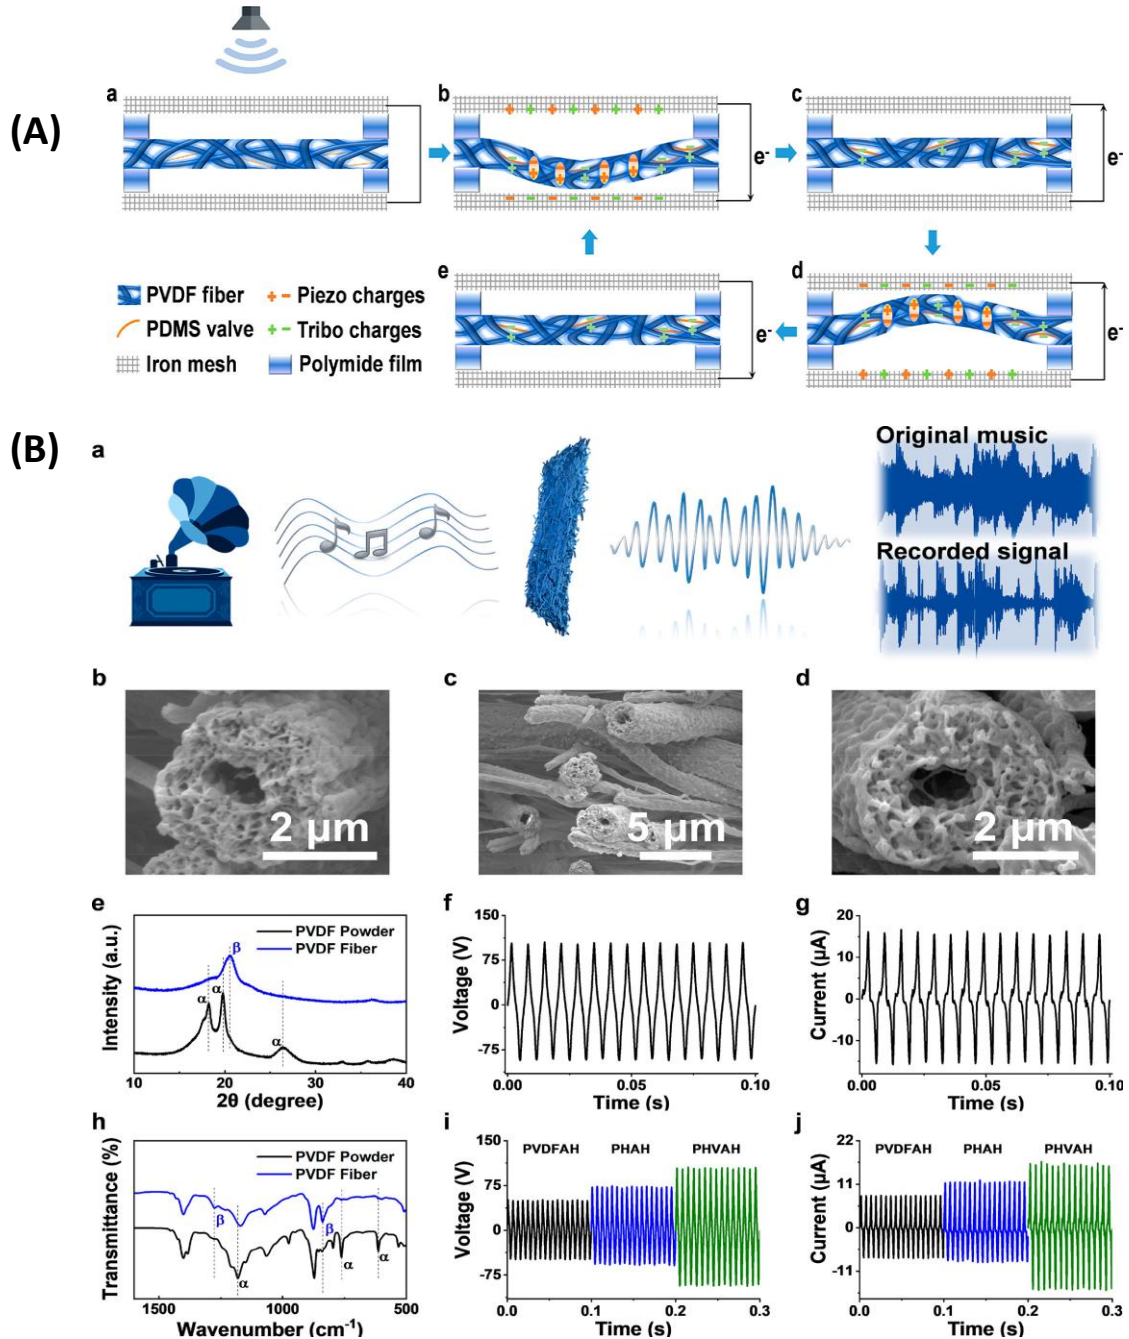 (A)
a
b
c
e-
e-
e
d
e-
e-
PVDF fiber
Piezo charges
PDMS valve
Tribo charges
Iron mesh
Polymide film
(B)
a
Original music
Recorded signal
b
c
d
2 μm
5 μm
2 μm
e
PVDF Powder
PVDF Fiber
β
α
α
α
Intensity (a.u.)
10 20 30 40
2θ (degree)
f
150
75
0
-75
Voltage (V)
0.00 0.05 0.10
Time (s)
g
20
10
0
-10
Current (μA)
0.00 0.05 0.10
Time (s)
h
PVDF Powder
PVDF Fiber
β
β
α
α
α
Transmittance (%)
1500 1000 500
Wavenumber (cm-1)
i
150
75
0
-75
PVDFAH PHAH PHVAH
Voltage (V)
0.0 0.1 0.2 0.3
Time (s)
j
22
11
0
-11
PVDFAH PHAH PHVAH
Current (μA)
0.0 0.1 0.2 0.3
Time (s)